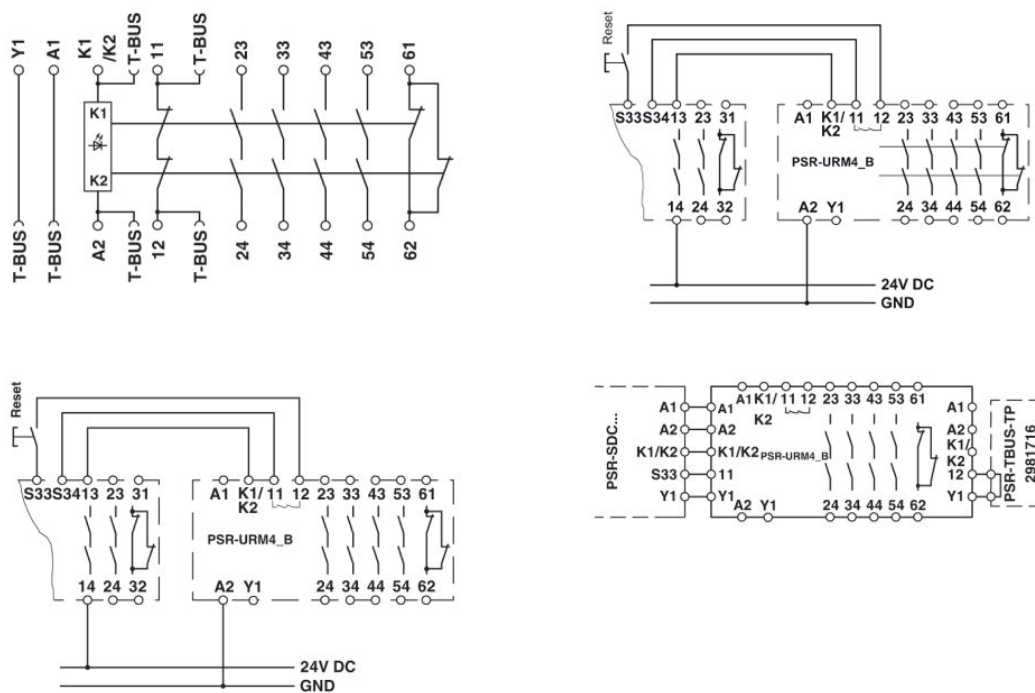 Y1 A1 K1 /K2 T-BUS 11 T-BUS 23 33 43 53 61
K1
K2
T-BUS T-BUS A2 T-BUS 12 T-BUS 24 34 44 54 62
Reset
S33 S34 13 23 31
A1 K1/ 11 12 23 33 43 53 61
K2
PSR-URM4_B
14 24 32
A2 Y1 24 34 44 54 62
24V DC
GND
Reset
S33 S34 13 23 31
A1 K1/ 11 12 23 33 43 53 61
K2
PSR-URM4_B
14 24 32
A2 Y1 24 34 44 54 62
24V DC
GND
PSR-SDC...
A1
A2
K1/K2
S33
Y1
A1 K1/ 11 12 23 33 43 53 61
K2
A1
A2
K1/K2
11
Y1
PSR-URM4_B
A2 Y1 24 34 44 54 62
A1
A2
K1/
K2
12
Y1
PSR-TBUS-TP
2981716